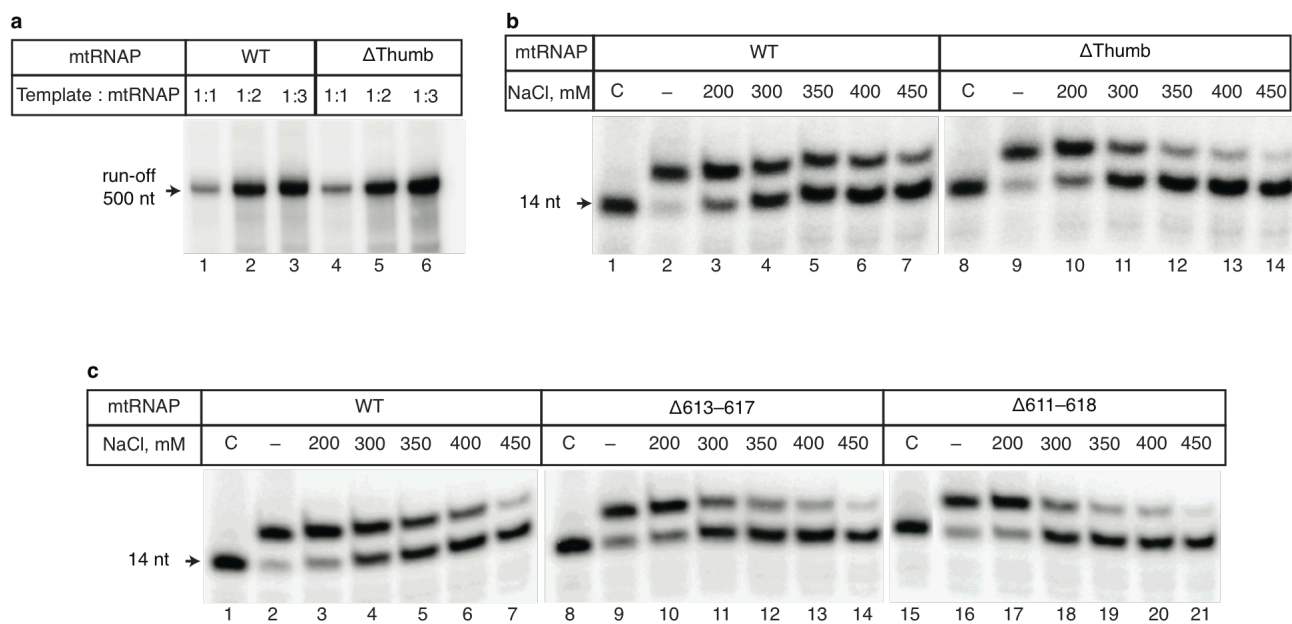 a
mtRNAP WT ΔThumb
Template : mtRNAP 1:1 1:2 1:3 1:1 1:2 1:3
run-off
500 nt
1 2 3 4 5 6
b
mtRNAP WT ΔThumb
NaCl, mM C – 200 300 350 400 450 C – 200 300 350 400 450
14 nt
1 2 3 4 5 6 7 8 9 10 11 12 13 14
c
mtRNAP WT Δ613–617 Δ611–618
NaCl, mM C – 200 300 350 400 450 C – 200 300 350 400 450 C – 200 300 350 400 450
14 nt
1 2 3 4 5 6 7 8 9 10 11 12 13 14 15 16 17 18 19 20 21